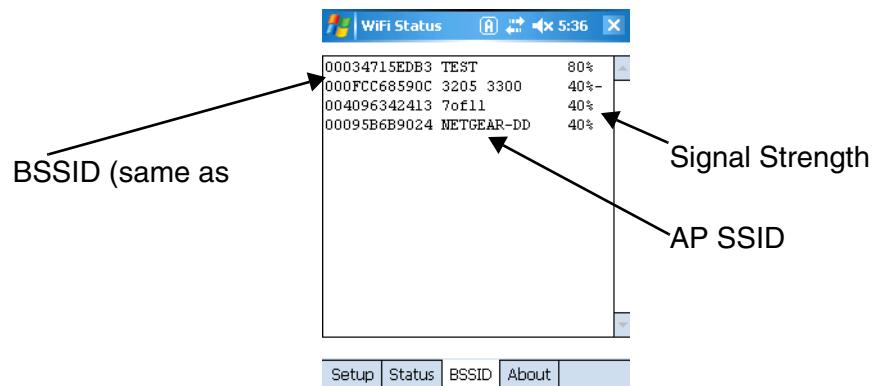 WiFi Status A 5:36
00034715EDB3 TEST 80%
000FCC68590C 3205 3300 40%-
004096342413 7of11 40%
00095B6B9024 NETGEAR-DD 40%
BSSID (same as
Signal Strength
AP SSID
Setup Status BSSID About